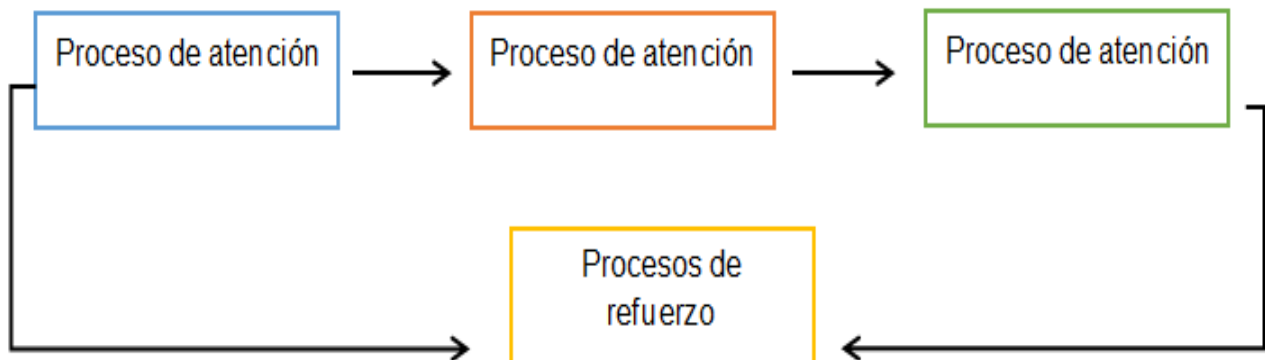 Proceso de atención
Proceso de atención
Proceso de atención
Procesos de
refuerzo